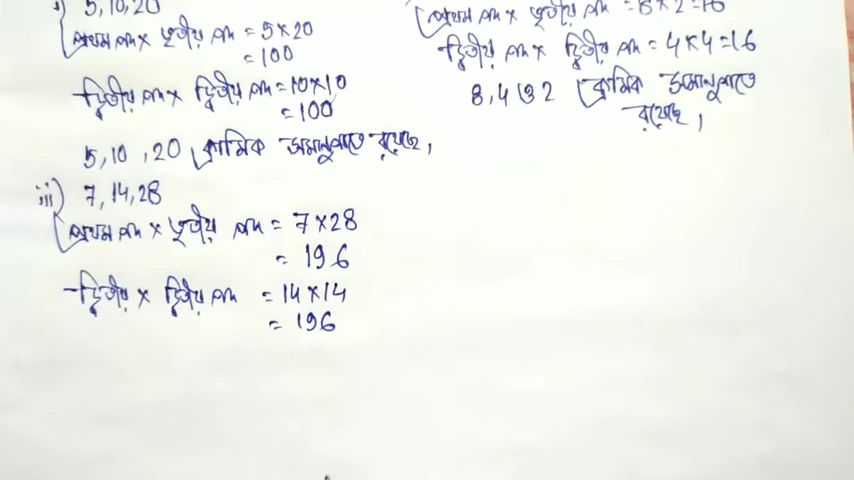 5, 10, 20
প্রথম পদ × তৃতীয় পদ = 5 × 20
= 100
দ্বিতীয় পদ × দ্বিতীয় পদ = 10 × 10
= 100
5, 10, 20 ক্রমিক সমানুপাতে রয়েছে,
iii) 7, 14, 28
প্রথম পদ × তৃতীয় পদ = 7 × 28
= 196
দ্বিতীয় × দ্বিতীয় পদ = 14 × 14
= 196
প্রথম পদ × তৃতীয় পদ = 8 × 2 = 16
দ্বিতীয় পদ × দ্বিতীয় পদ = 4 × 4 = 16
8, 4 ও 2 ক্রমিক সমানুপাতে
রয়েছে,